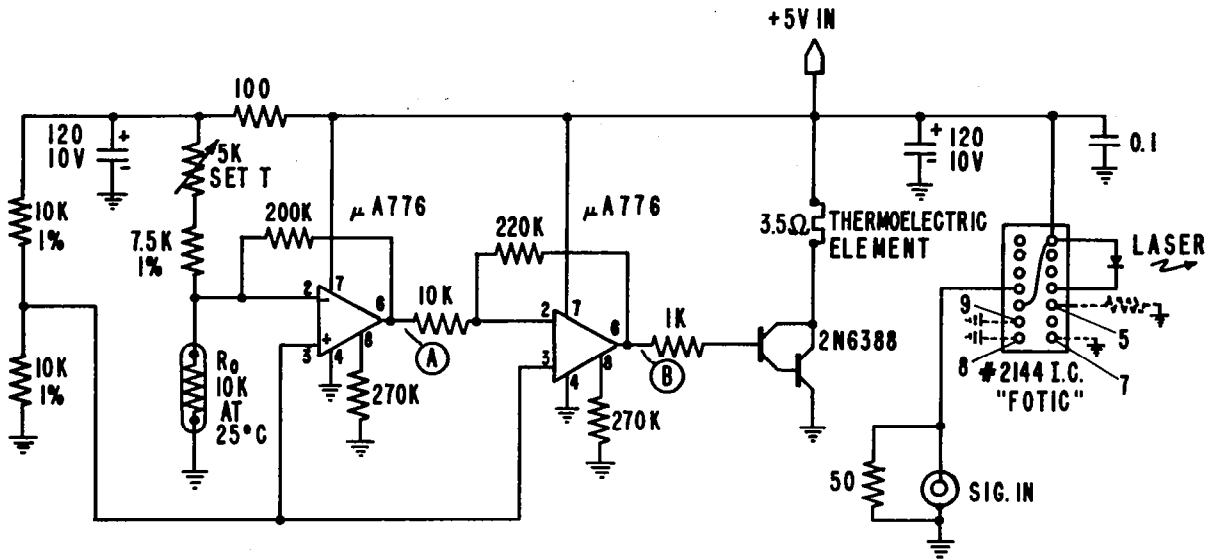 +5V IN
100
120
10V
+
-
5K
SET T
10K
1%
7.5K
1%
200K
μA776
220K
μA776
3.5Ω
THERMOELECTRIC
ELEMENT
120
10V
+
-
0.1
LASER
2
-
7
6
+
3
4
8
10K
A
2
7
6
3
4
8
1K
B
2N6388
9
8
5
7
#2144 I.C.
"FOTIC"
10K
1%
R₀
10K
AT
25°C
270K
270K
50
SIG. IN